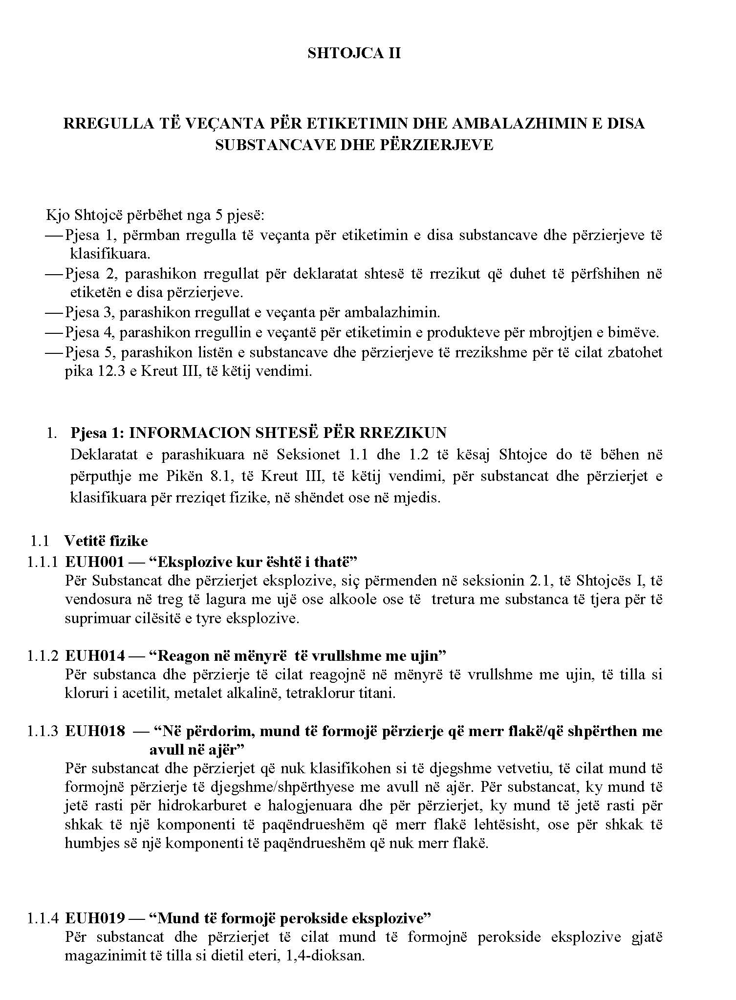 SHTOJCA II
RREGULLA TË VEÇANTA PËR ETIKETIMIN DHE AMBALAZHIMIN E DISA
SUBSTANCAVE DHE PËRZIERJEVE
Kjo Shtojcë përbëhet nga 5 pjesë:
—Pjesa 1, përmban rregulla të veçanta për etiketimin e disa substancave dhe përzierjeve të
klasifikuara.
—Pjesa 2, parashikon rregullat për deklaratat shtesë të rrezikut që duhet të përfshihen në
etiketën e disa përzierjeve.
—Pjesa 3, parashikon rregullat e veçanta për ambalazhimin.
—Pjesa 4, parashikon rregullin e veçantë për etiketimin e produkteve për mbrojtjen e bimëve.
—Pjesa 5, parashikon listën e substancave dhe përzierjeve të rrezikshme për të cilat zbatohet
pika 12.3 e Kreut III, të këtij vendimi.
1. Pjesa 1: INFORMACION SHTESË PËR RREZIKUN
Deklaratat e parashikuara në Seksionet 1.1 dhe 1.2 të kësaj Shtojce do të bëhen në
përputhje me Pikën 8.1, të Kreut III, të këtij vendimi, për substancat dhe përzierjet e
klasifikuara për rreziqet fizike, në shëndet ose në mjedis.
1.1 Vetitë fizike
1.1.1 EUH001 — “Eksplozive kur është i thatë”
Për Substancat dhe përzierjet eksplozive, siç përmenden në seksionin 2.1, të Shtojcës I, të
vendosura në treg të lagura me ujë ose alkoole ose të tretura me substanca të tjera për të
suprimuar cilësitë e tyre eksplozive.
1.1.2 EUH014 — “Reagon në mënyrë të vrullshme me ujin”
Për substanca dhe përzierje të cilat reagojnë në mënyrë të vrullshme me ujin, të tilla si
kloruri i acetilit, metalet alkalinë, tetraklorur titani.
1.1.3 EUH018 — “Në përdorim, mund të formojë përzierje që merr flakë/që shpërthen me
avull në ajër”
Për substancat dhe përzierjet që nuk klasifikohen si të djegshme vetvetiu, të cilat mund të
formojnë përzierje të djegshme/shpërthyese me avull në ajër. Për substancat, ky mund të
jetë rasti për hidrokarburet e halogjenuara dhe për përzierjet, ky mund të jetë rasti për
shkak të një komponenti të paqëndrueshëm që merr flakë lehtësisht, ose për shkak të
humbjes së një komponenti të paqëndrueshëm që nuk merr flakë.
1.1.4 EUH019 — “Mund të formojë perokside eksplozive”
Për substancat dhe përzierjet të cilat mund të formojnë perokside eksplozive gjatë
magazinimit të tilla si dietil eteri, 1,4-dioksan.